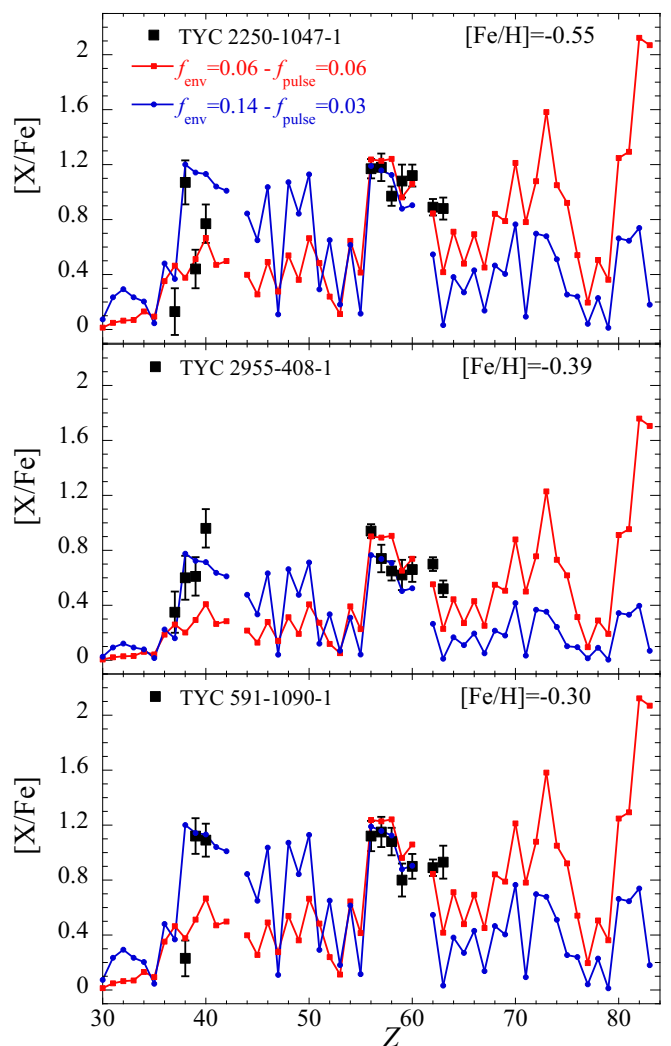 TYC 2250-1047-1 [Fe/H]=-0.55
f_env=0.06 - f_pulse=0.06
f_env=0.14 - f_pulse=0.03
[X/Fe]
2
1.6
1.2
0.8
0.4
0
TYC 2955-408-1 [Fe/H]=-0.39
[X/Fe]
2
1.6
1.2
0.8
0.4
0
TYC 591-1090-1 [Fe/H]=-0.30
[X/Fe]
2
1.6
1.2
0.8
0.4
0
30 40 50 60 70 80
Z